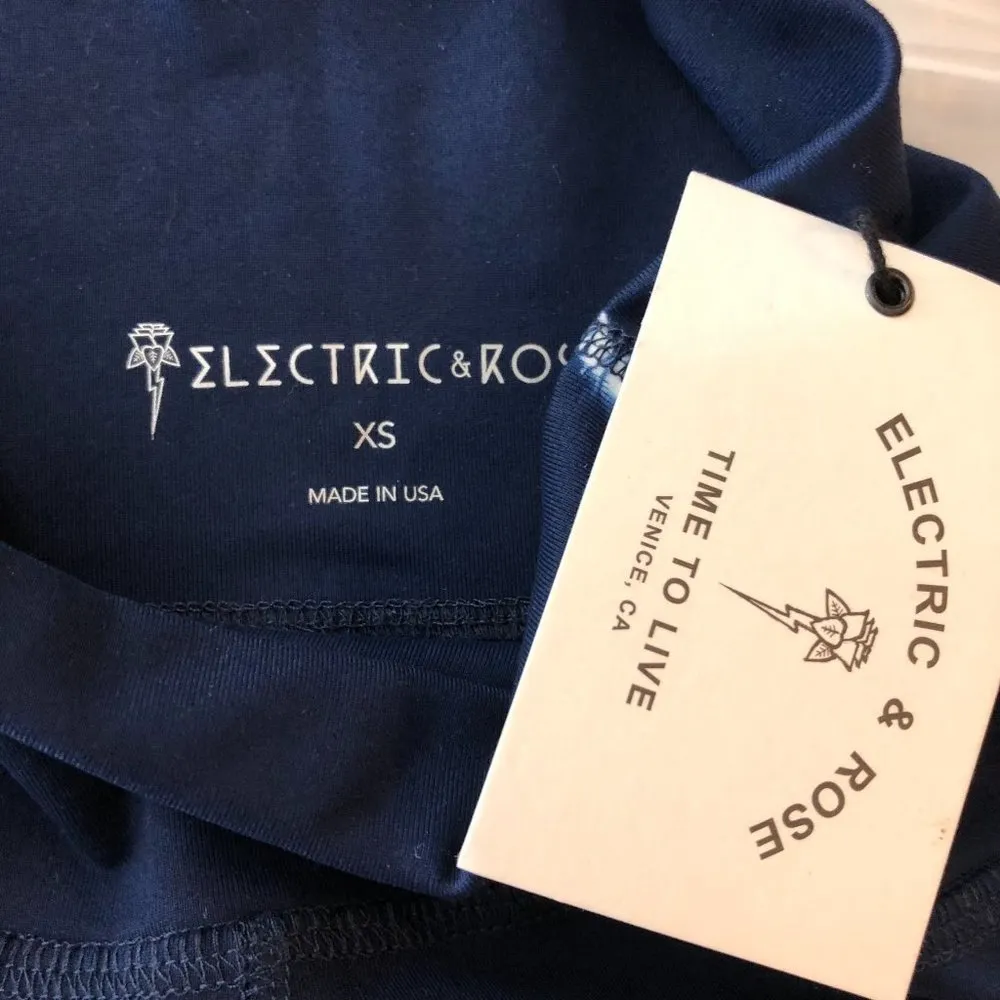 ELECTRIC & ROS
XS
MADE IN USA
ELECTRIC & ROSE
TIME TO LIVE
VENICE, CA